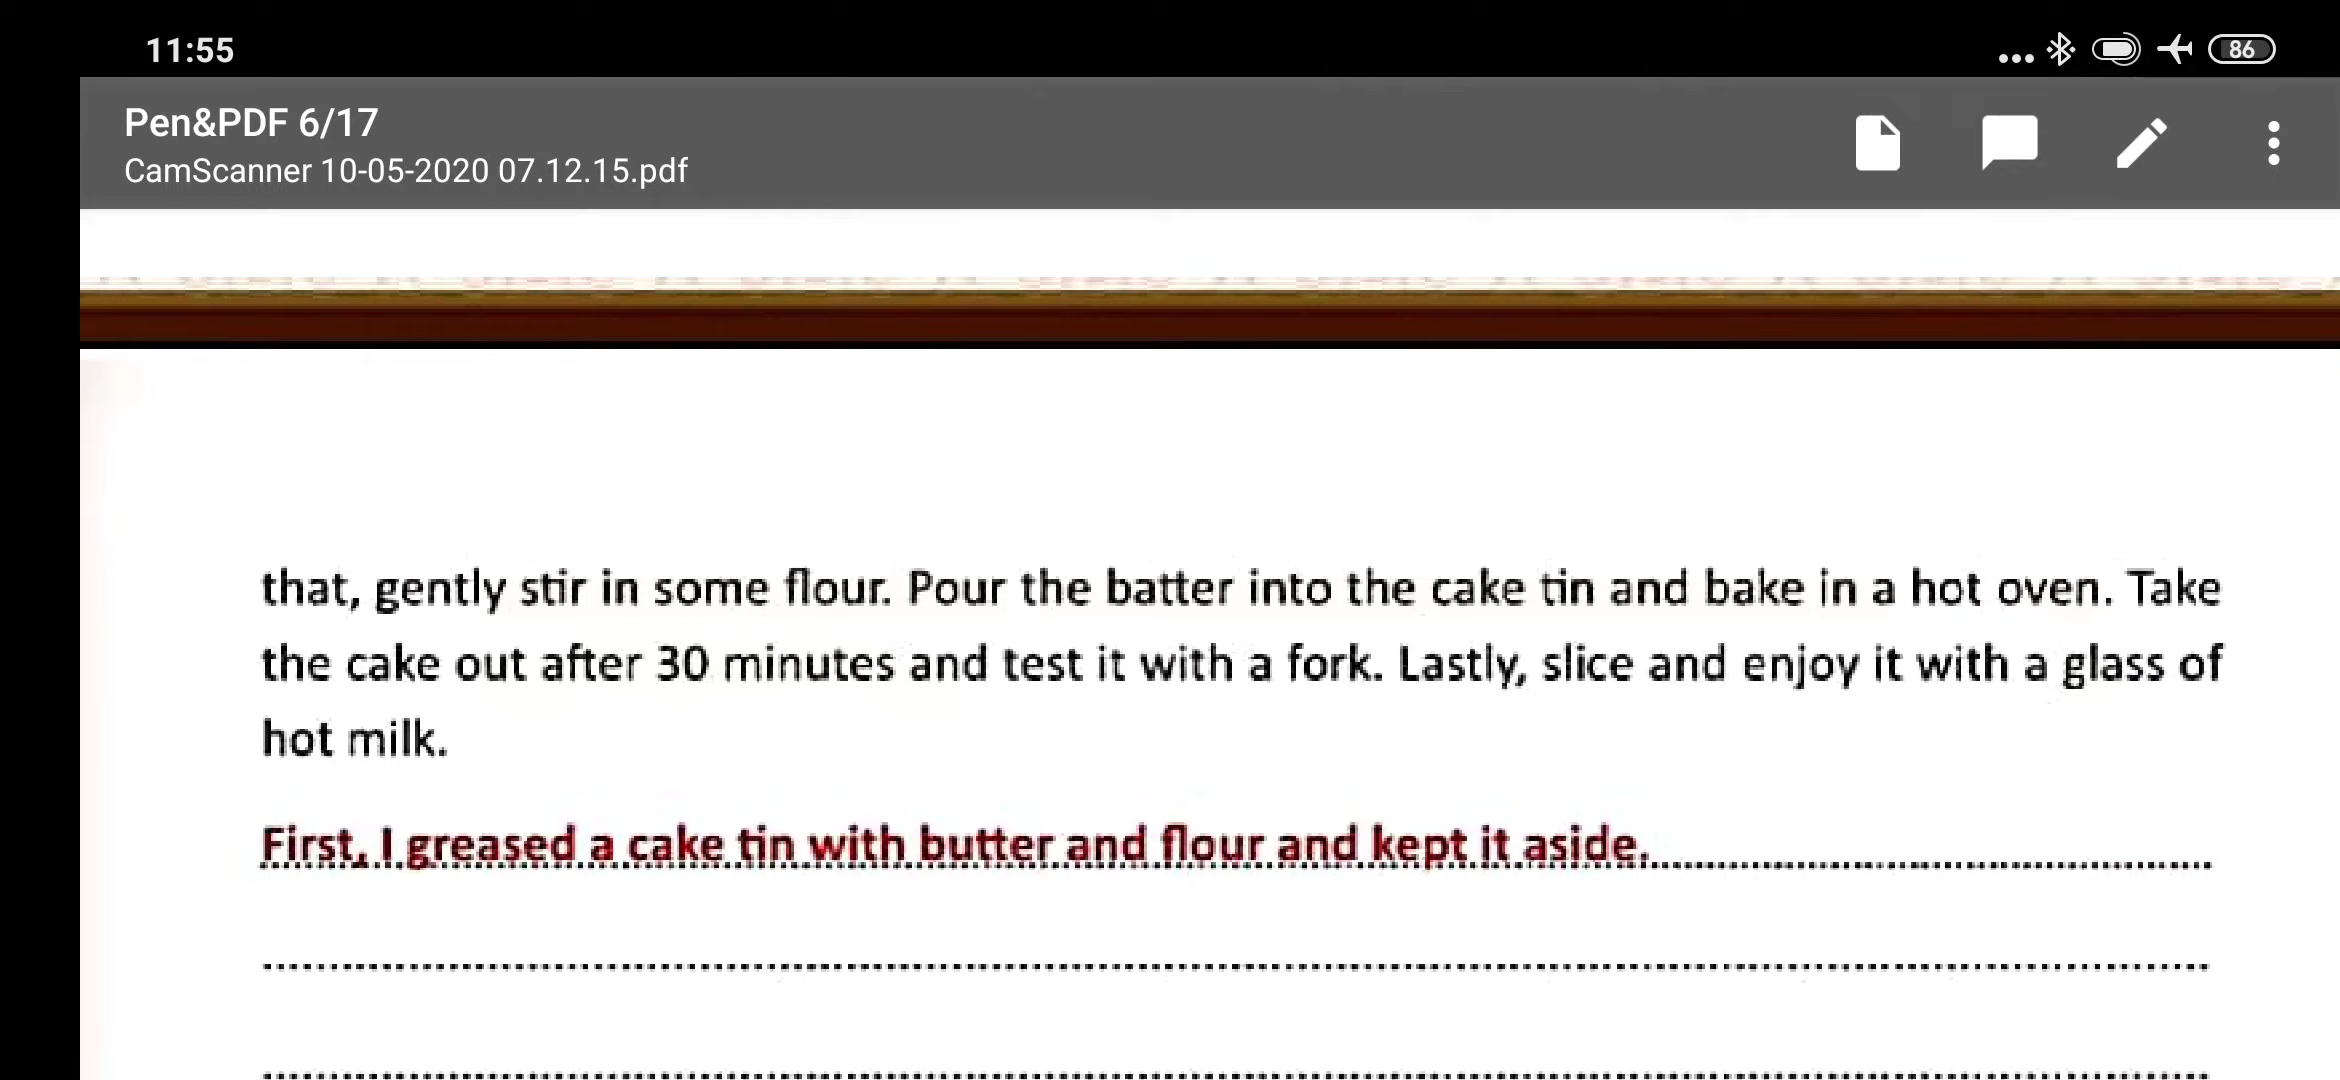 11:55
86
Pen&PDF 6/17
CamScanner 10-05-2020 07.12.15.pdf
that, gently stir in some flour. Pour the batter into the cake tin and bake in a hot oven. Take
the cake out after 30 minutes and test it with a fork. Lastly, slice and enjoy it with a glass of
hot milk.
First, I greased a cake tin with butter and flour and kept it aside.